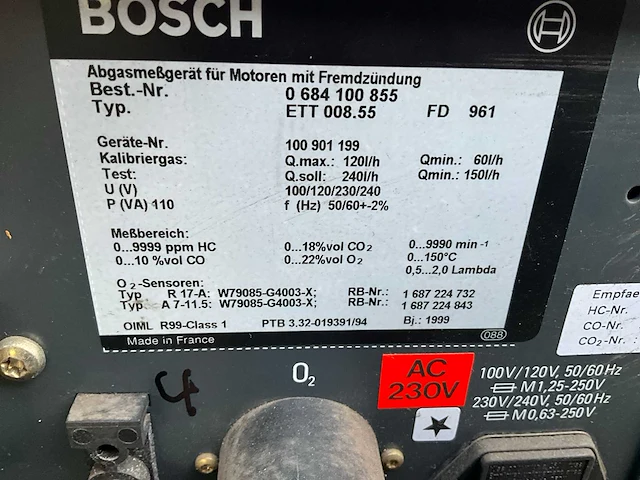 BOSCH
Abgasmeßgerät für Motoren mit Fremdzündung
Best.-Nr. 0 684 100 855
Typ. ETT 008.55 FD 961
Geräte-Nr. 100 901 199
Kalibriergas: Q.max.: 120l/h Qmin.: 60l/h
Test: Q.soll: 240l/h Qmin.: 150l/h
U (V) 100/120/230/240
P (VA) 110 f (Hz) 50/60+-2%
Meßbereich:
0...9999 ppm HC 0...18%vol CO2 0...9990 min -1
0...10 %vol CO 0...22%vol O2 0...150°C
0,5...2,0 Lambda
O2-Sensoren:
Typ R 17-A: W79085-G4003-X; RB-Nr.: 1 687 224 732
Typ A 7-11.5: W79085-G4003-X; RB-Nr.: 1 687 224 843
OIML R99-Class 1 PTB 3.32-019391/94 Bj.: 1999
Made in France 088
Empfae
HC-Nr.
CO-Nr.
CO2-Nr. :
4
O2
AC
230V
100V/120V, 50/60Hz
M1,25-250V
230V/240V, 50/60Hz
M0,63-250V